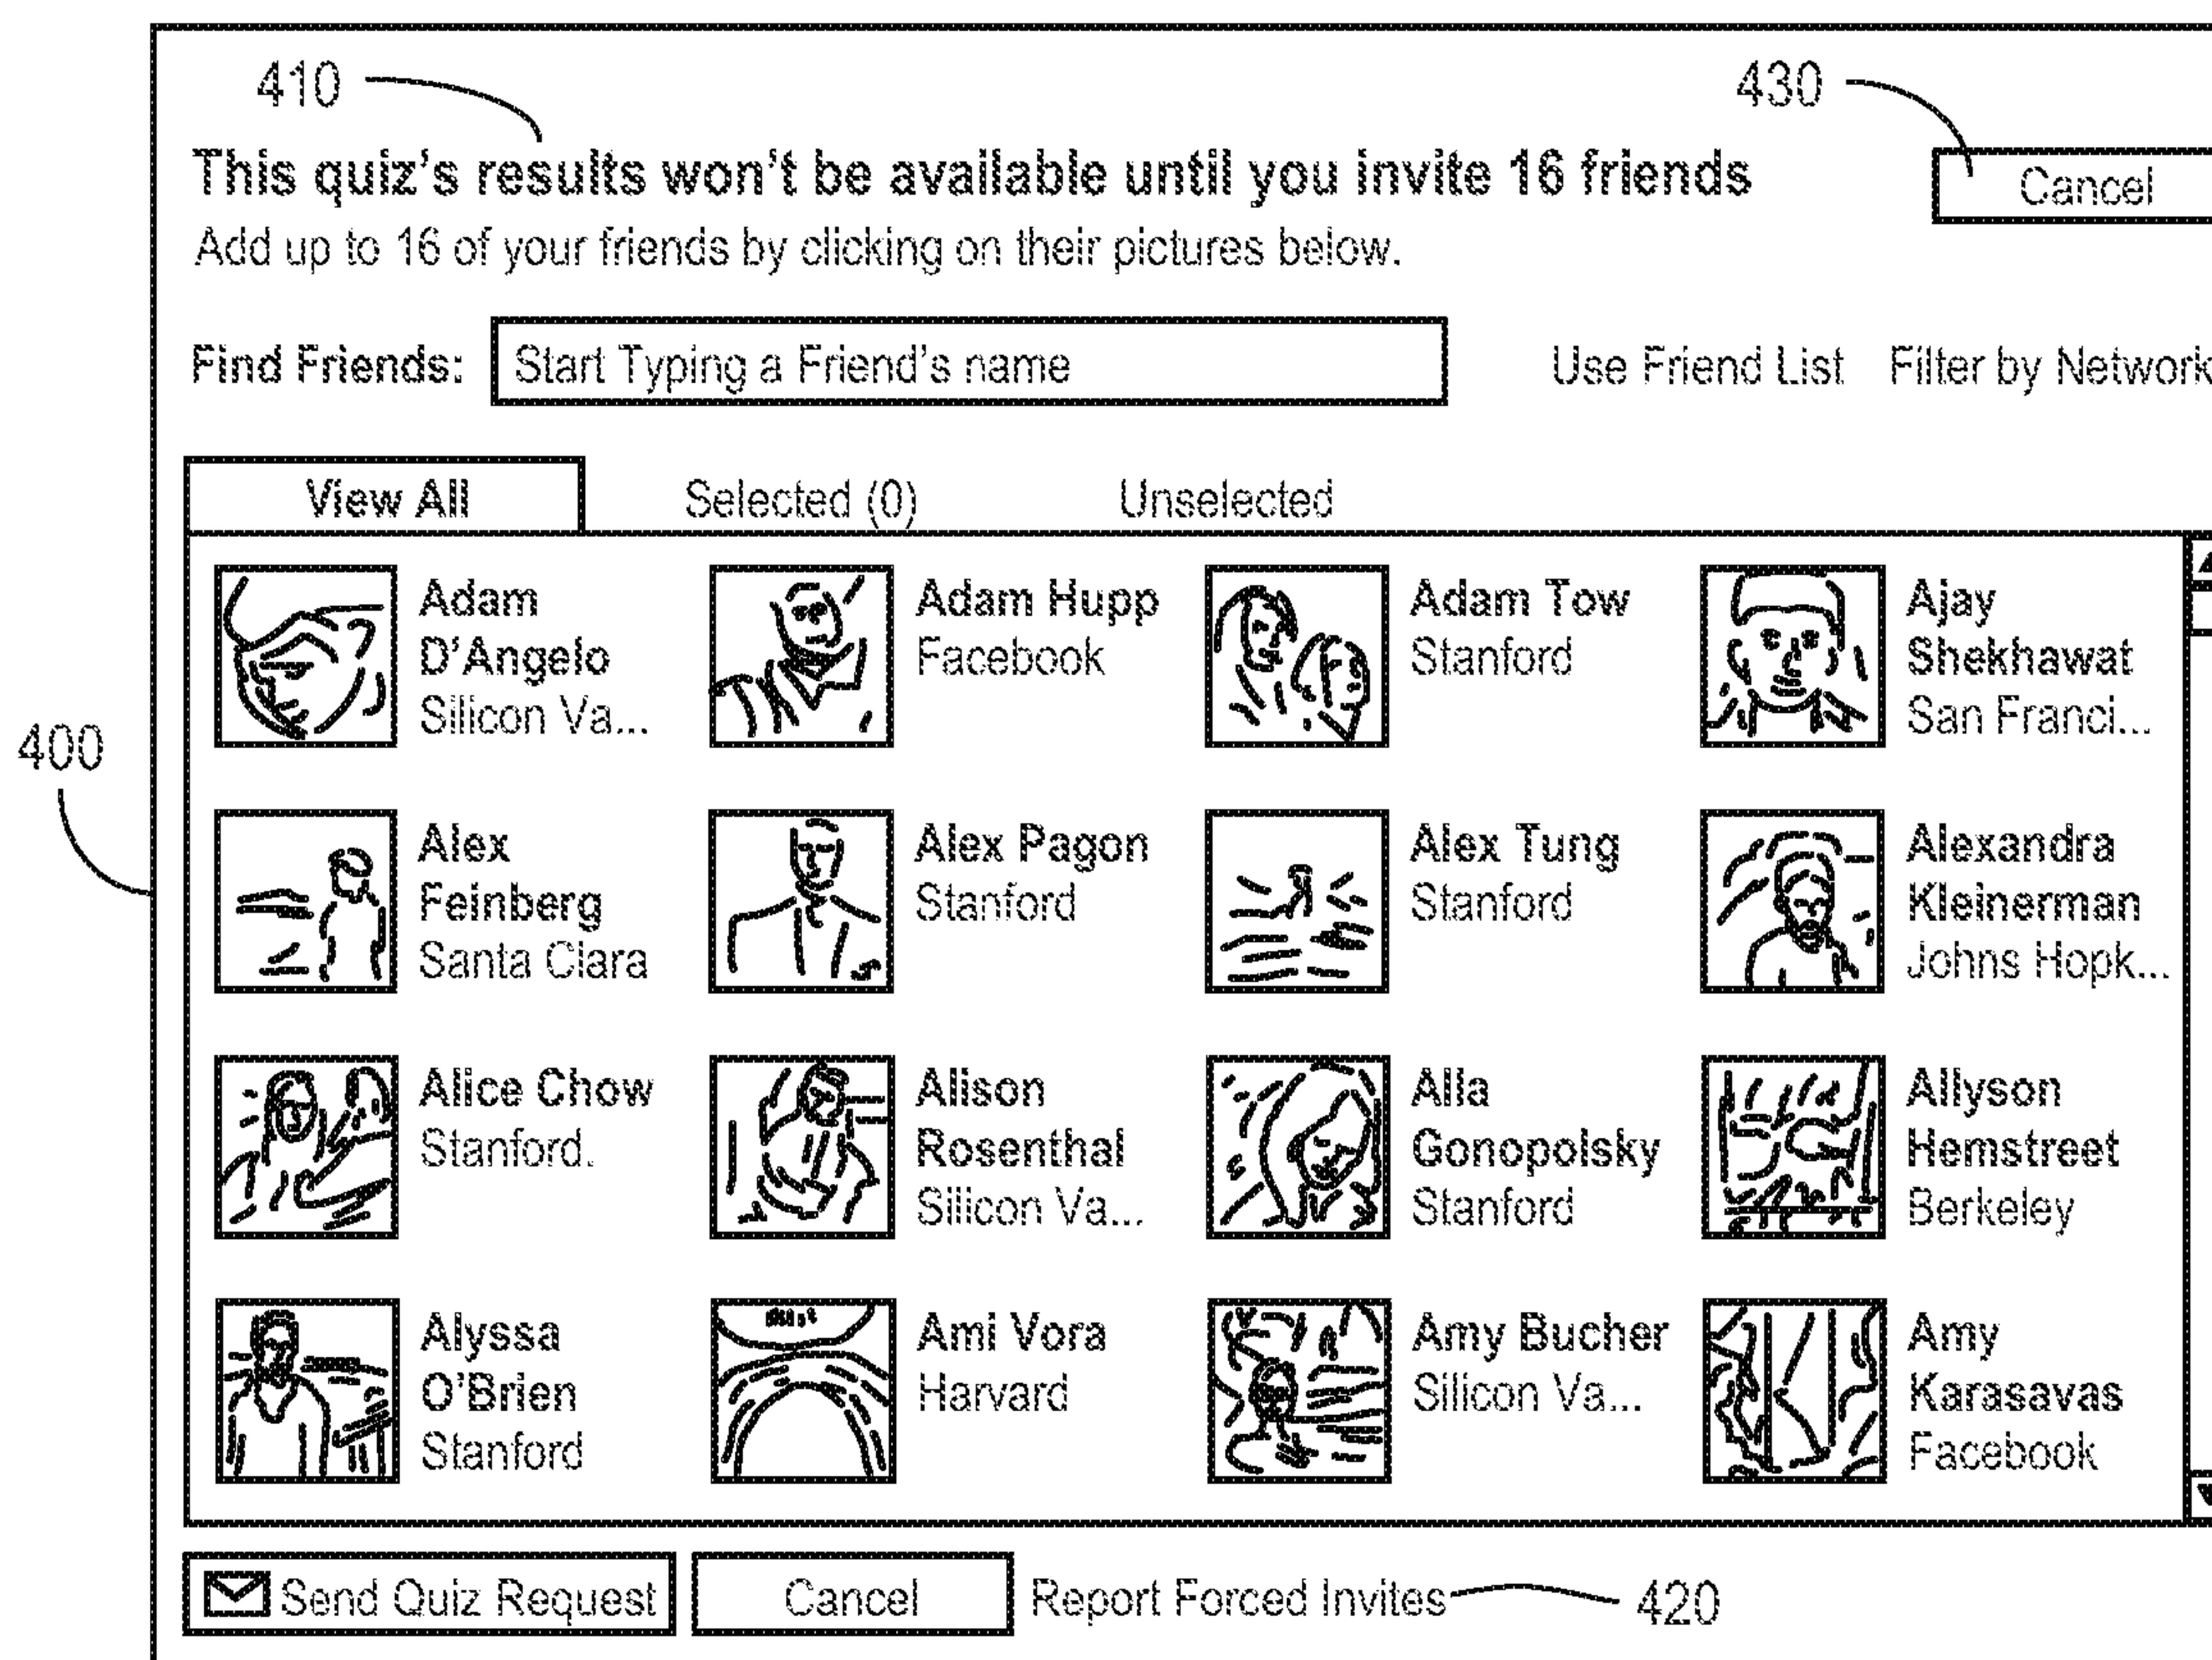 410
430
This quiz's results won't be available until you invite 16 friends
Cancel
Add up to 16 of your friends by clicking on their pictures below.
Find Friends: Start Typing a Friend's name Use Friend List Filter by Network
View All Selected (0) Unselected
Adam
D'Angelo
Silicon Va...
Adam Hupp
Facebook
Adam Tow
Stanford
Ajay
Shekhawat
San Franci...
400
Alex
Feinberg
Santa Clara
Alex Pagon
Stanford
Alex Tung
Stanford
Alexandra
Kleinerman
Johns Hopk...
Alice Chow
Stanford.
Alison
Rosenthal
Silicon Va...
Alla
Gonopolsky
Stanford
Allyson
Hemstreet
Berkeley
Alyssa
O'Brien
Stanford
Ami Vora
Harvard
Amy Bucher
Silicon Va...
Amy
Karasavas
Facebook
Send Quiz Request Cancel Report Forced Invites 420